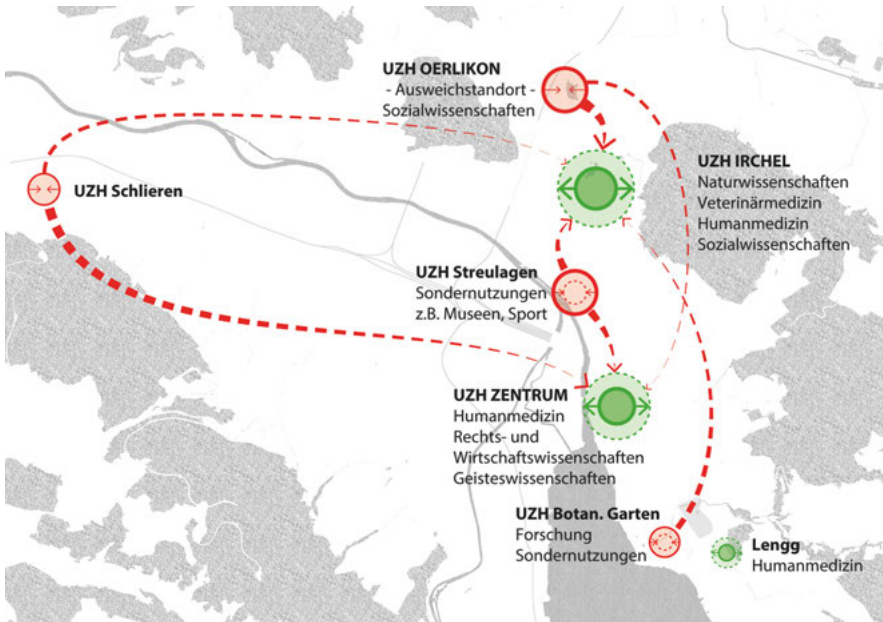 UZH OERLIKON
- Ausweichstandort -
Sozialwissenschaften
UZH IRCHEL
Naturwissenschaften
Veterinärmedizin
Humanmedizin
Sozialwissenschaften
UZH Schlieren
UZH Streulagen
Sondernutzungen
z.B. Museen, Sport
UZH ZENTRUM
Humanmedizin
Rechts- und
Wirtschaftswissenschaften
Geisteswissenschaften
UZH Botan. Garten
Forschung
Sondernutzungen
Lengg
Humanmedizin